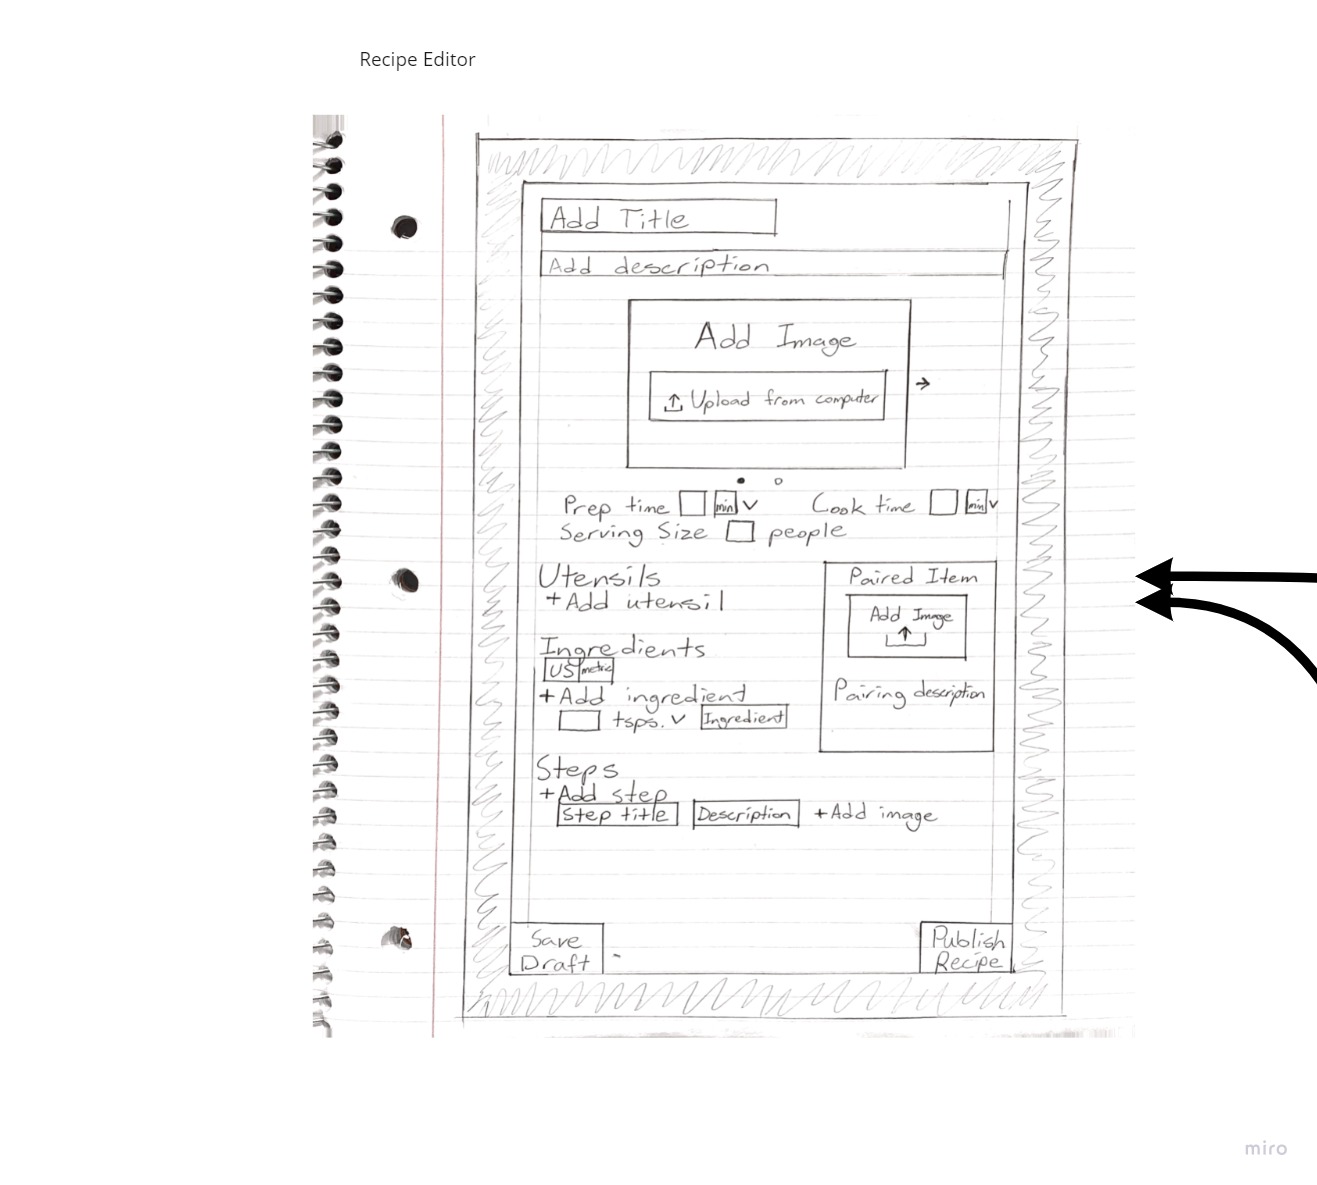 Recipe Editor
Add Title
Add description
Add Image
Upload from computer
Prep time min Cook time min
Serving Size people
Utensils
+Add utensil
Ingredients
US metric
+Add ingredient
tsps. Ingredient
Steps
+Add step
Step title Description +Add image
Paired Item
Add Image
Pairing description
Save
Draft
Publish
Recipe
miro